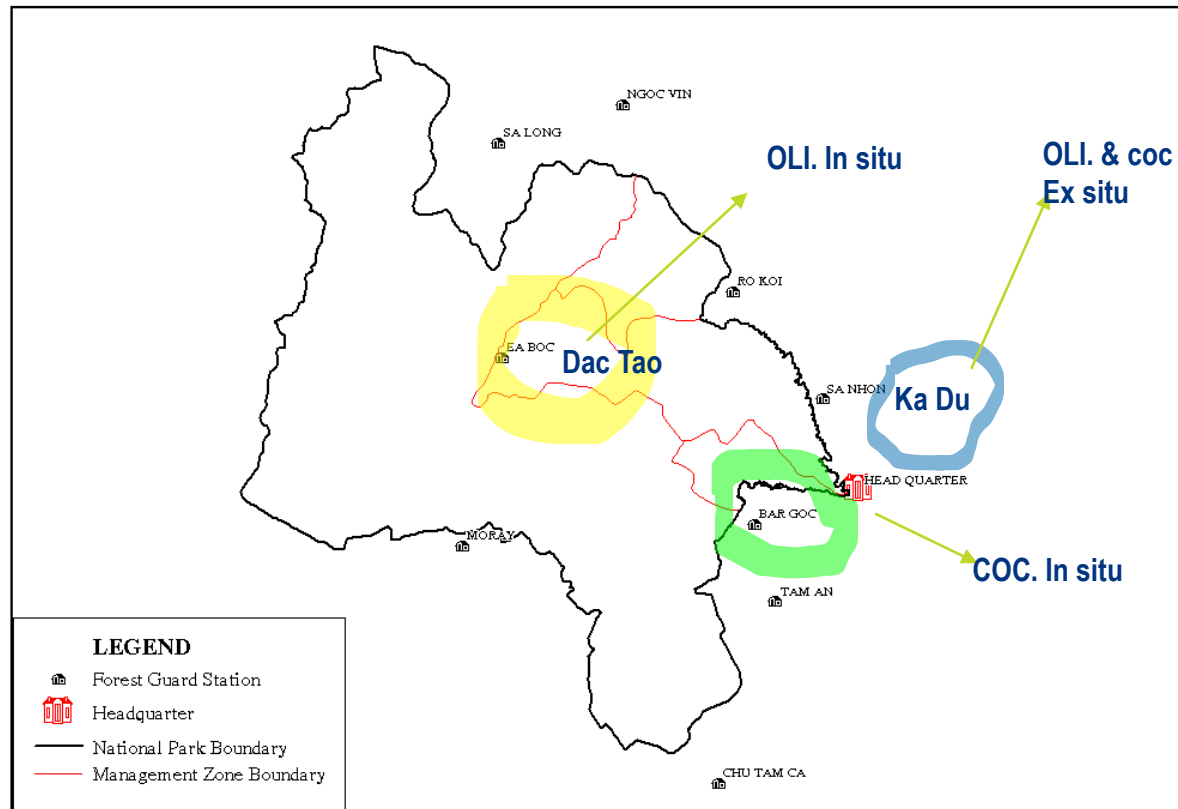 NGOC VIN
SA LONG
OLI. In situ
OLI. & coc
Ex situ
RO KOI
EA BOC
Dac Tao
SA NHON
Ka Du
HEAD QUARTER
BAR GOC
MORAY
COC. In situ
TAM AN
LEGEND
Forest Guard Station
Headquarter
National Park Boundary
Management Zone Boundary
CHU TAM CA